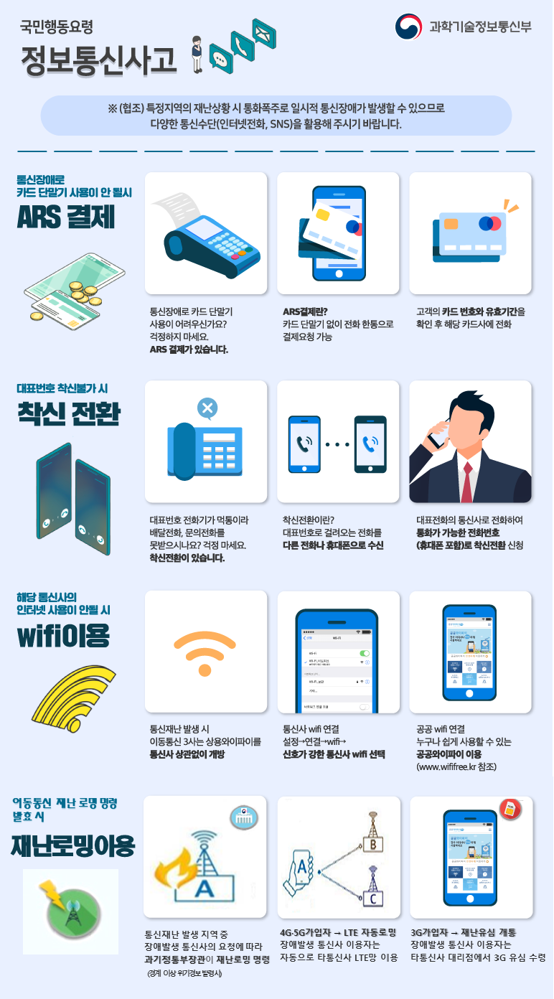 국민행동요령
정보통신사고
과학기술정보통신부
※ (협조) 특정지역의 재난상황 시 통화폭주로 일시적 통신장애가 발생할 수 있으므로
다양한 통신수단(인터넷전화, SNS)을 활용해 주시기 바랍니다.
통신장애로
카드 단말기 사용이 안 될시
ARS 결제
통신장애로 카드 단말기
사용이 어려우신가요?
걱정하지 마세요.
ARS 결제가 있습니다.
ARS결제란?
카드 단말기 없이 전화 한통으로
결제요청 가능
고객의 카드 번호와 유효기간을
확인 후 해당 카드사에 전화
대표번호 착신불가 시
착신 전환
대표번호 전화기가 먹통이라
배달전화, 문의전화를
못받으시나요? 걱정 마세요.
착신전환이 있습니다.
착신전환이란?
대표번호로 걸려오는 전화를
다른 전화나 휴대폰으로 수신
대표전화의 통신사로 전화하여
통화가 가능한 전화번호
(휴대폰 포함)로 착신전환 신청
해당 통신사의
인터넷 사용이 안될 시
wifi이용
Wi-Fi
Wi-Fi
통신재난 발생 시
이동통신 3사는 상용와이파이를
통신사 상관없이 개방
통신사 wifi 연결
설정→연결→wifi→
신호가 강한 통신사 wifi 선택
공공 wifi 연결
누구나 쉽게 사용할 수 있는
공공와이파이 이용
(www.wififree.kr 참조)
이동통신 재난 로밍 명령
발효 시
재난로밍이용
A
A
B
C
통신재난 발생 지역 중
장애발생 통신사의 요청에 따라
과기정통부장관이 재난로밍 명령
(경계 이상 위기경보 발령시)
4G·5G가입자 → LTE 자동로밍
장애발생 통신사 이용자는
자동으로 타통신사 LTE망 이용
3G가입자 → 재난유심 개통
장애발생 통신사 이용자는
타통신사 대리점에서 3G 유심 수령